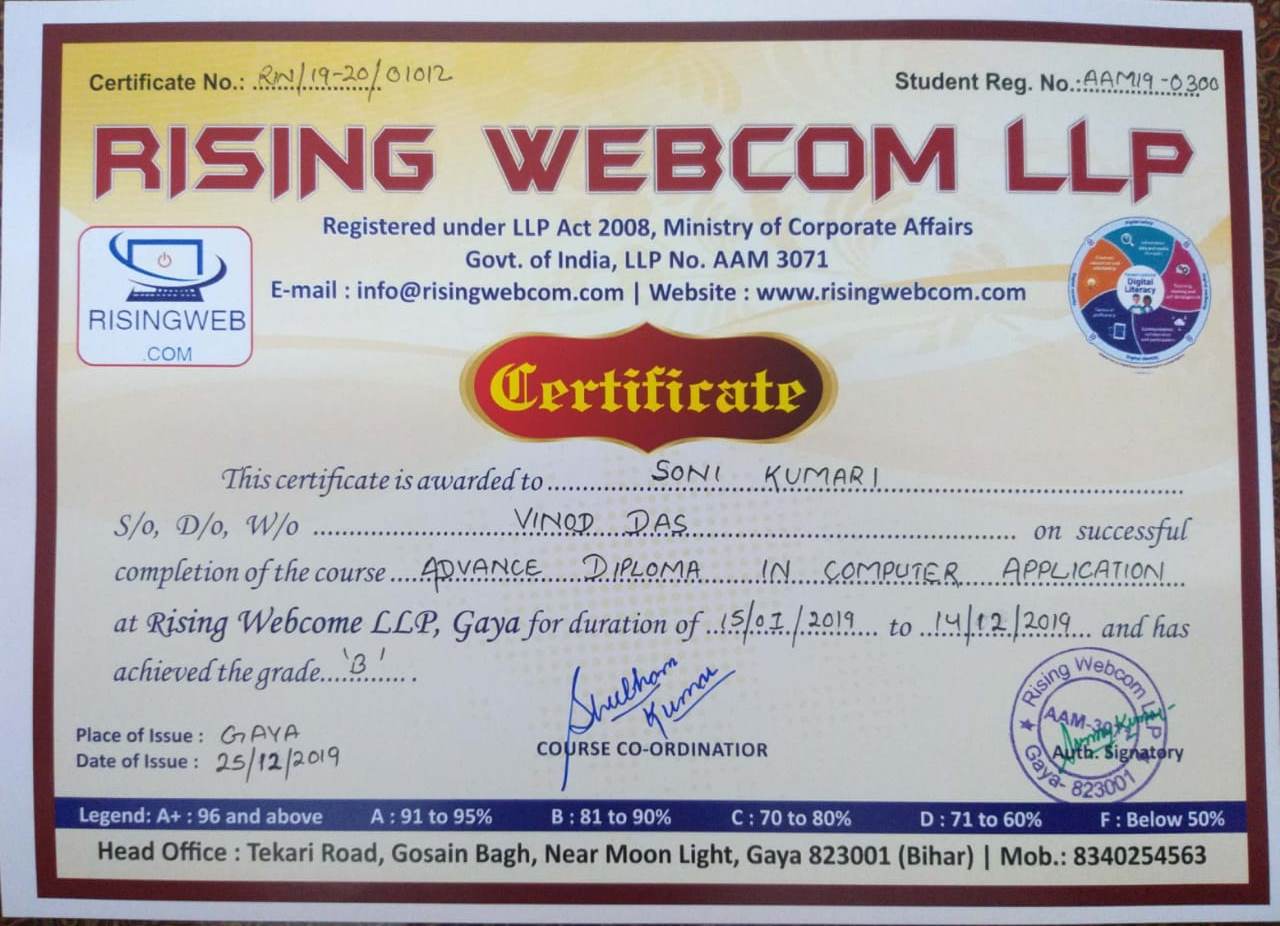 Certificate No.: RW/19-20/01012
Student Reg. No.: AAM19-0300
RISING WEBCOM LLP
Registered under LLP Act 2008, Ministry of Corporate Affairs
Govt. of India, LLP No. AAM 3071
E-mail : info@risingwebcom.com | Website : www.risingwebcom.com
RISINGWEB
.COM
Digital
Literacy
Certificate
This certificate is awarded to SONI KUMARI
S/o, D/o, W/o VINOD DAS on successful
completion of the course ADVANCE DIPLOMA IN COMPUTER APPLICATION
at Rising Webcome LLP, Gaya for duration of 15/01/2019 to 14/12/2019 and has
achieved the grade 'B'
Shubham
Kumar
COURSE CO-ORDINATIOR
Place of Issue : GAYA
Date of Issue : 25/12/2019
Rising Webcom LLP
Auth. Signatory
Gaya- 823001
Legend: A+ : 96 and above A : 91 to 95% B : 81 to 90% C : 70 to 80% D : 71 to 60% F : Below 50%
Head Office : Tekari Road, Gosain Bagh, Near Moon Light, Gaya 823001 (Bihar) | Mob.: 8340254563